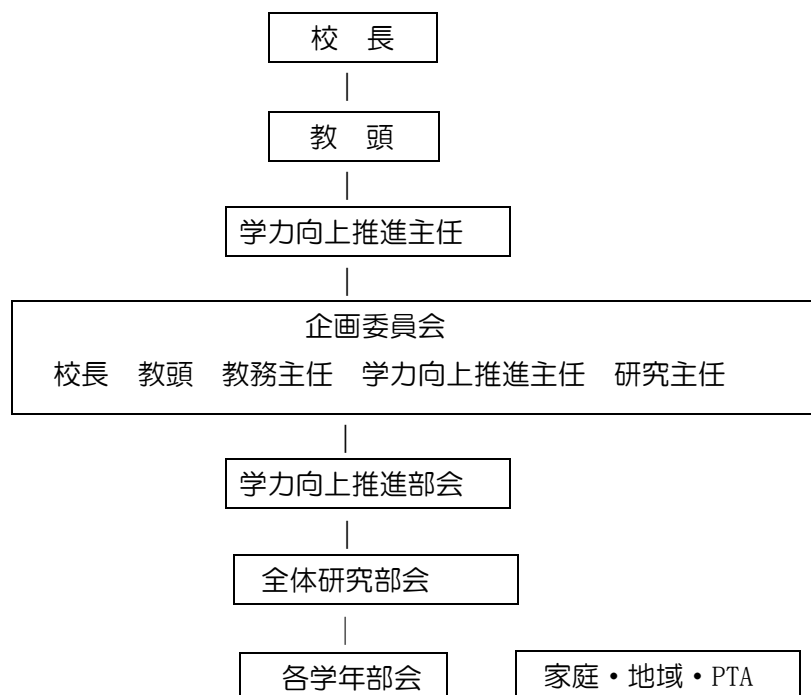 校 長
教 頭
学力向上推進主任
企画委員会
校長 教頭 教務主任 学力向上推進主任 研究主任
学力向上推進部会
全体研究部会
各学年部会
家庭・地域・PTA